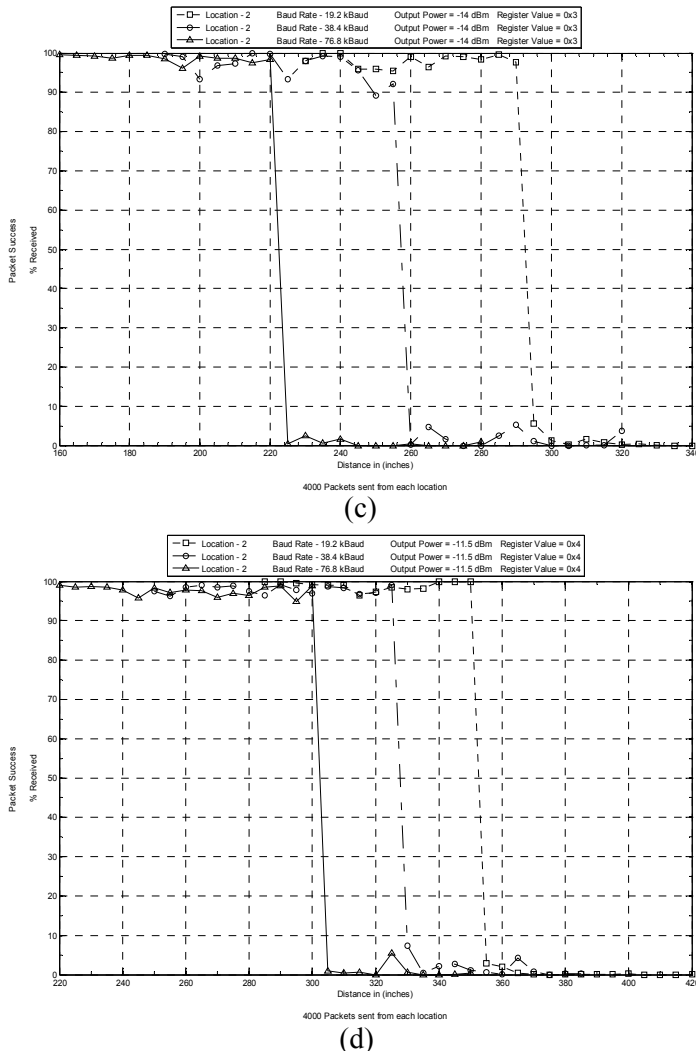 Location - 2 Baud Rate - 19.2 kBaud Output Power = -14 dBm Register Value = 0x3
Location - 2 Baud Rate - 38.4 kBaud Output Power = -14 dBm Register Value = 0x3
Location - 2 Baud Rate - 76.8 kBaud Output Power = -14 dBm Register Value = 0x3
100
90
80
70
60
50
40
30
20
10
0
Packet Success
% Received
160 180 200 220 240 260 280 300 320 340
Distance in (inches)
4000 Packets sent from each location
(c)
Location - 2 Baud Rate - 19.2 kBaud Output Power = -11.5 dBm Register Value = 0x4
Location - 2 Baud Rate - 38.4 kBaud Output Power = -11.5 dBm Register Value = 0x4
Location - 2 Baud Rate - 76.8 kBaud Output Power = -11.5 dBm Register Value = 0x4
100
90
80
70
60
50
40
30
20
10
0
Packet Success
% Received
220 240 260 280 300 320 340 360 380 400 420
Distance in (inches)
4000 Packets sent from each location
(d)